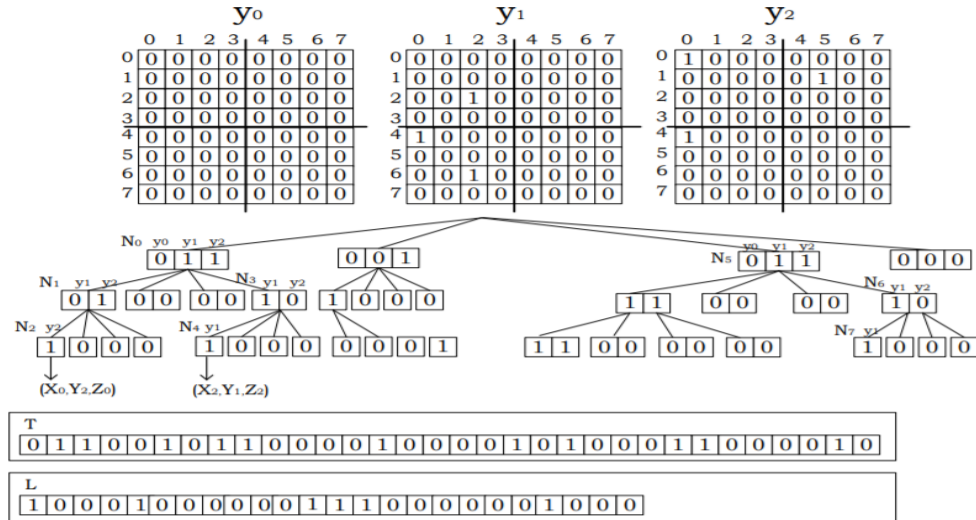 y0 y1 y2
0 1 2 3 4 5 6 7 0 1 2 3 4 5 6 7 0 1 2 3 4 5 6 7
0 0 0 0 0 0 0 0 0 0 0 0 0 0 0 0 0 0 0 1 0 0 0 0 0 0 0
1 0 0 0 0 0 0 0 0 1 0 0 0 0 0 0 0 0 1 0 0 0 0 0 1 0 0
2 0 0 0 0 0 0 0 0 2 0 0 1 0 0 0 0 0 2 0 0 0 0 0 0 0 0
3 0 0 0 0 0 0 0 0 3 0 0 0 0 0 0 0 0 3 0 0 0 0 0 0 0 0
4 0 0 0 0 0 0 0 0 4 1 0 0 0 0 0 0 0 4 1 0 0 0 0 0 0 0
5 0 0 0 0 0 0 0 0 5 0 0 0 0 0 0 0 0 5 0 0 0 0 0 0 0 0
6 0 0 0 0 0 0 0 0 6 0 0 1 0 0 0 0 0 6 0 0 0 0 0 0 0 0
7 0 0 0 0 0 0 0 0 7 0 0 0 0 0 0 0 0 7 0 0 0 0 0 0 0 0
N0 y0 y1 y2 N5 y0 y1 y2
0 1 1 0 0 1 0 1 1 0 0 0
N1 y1 y2 N3 y1 y2 N6 y1 y2
0 1 0 0 0 0 1 0 1 0 0 0 1 1 0 0 0 0 1 0
N2 y2 N4 y1 N7 y1
1 0 0 0 1 0 0 0 0 0 0 1 1 1 0 0 0 0 0 0 1 0 0 0
(X0,Y2,Z0) (X2,Y1,Z2)
T
0 1 1 0 0 1 0 1 1 0 0 0 0 1 0 0 0 0 1 0 1 0 0 0 1 1 0 0 0 0 1 0
L
1 0 0 0 1 0 0 0 0 0 0 1 1 1 0 0 0 0 0 0 1 0 0 0